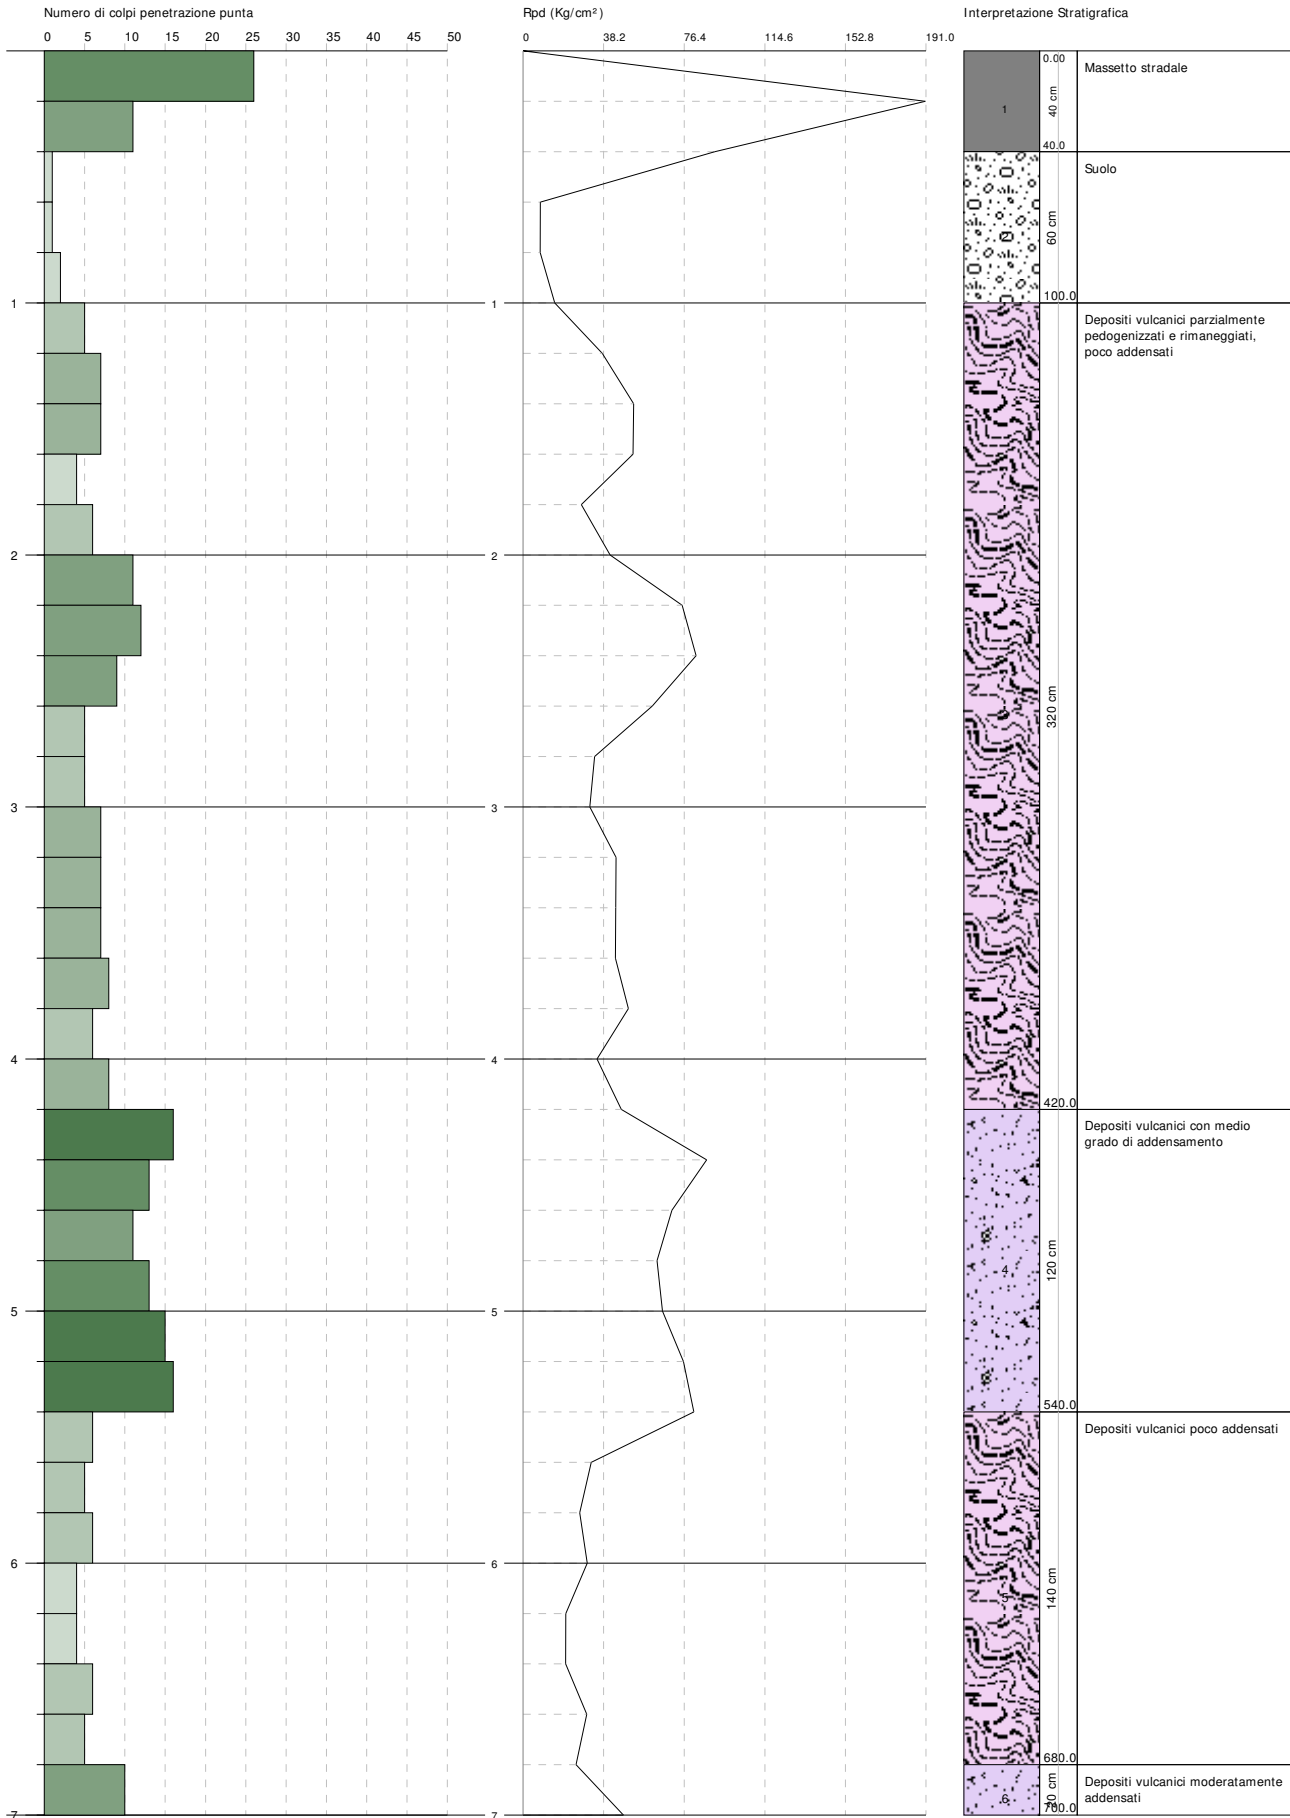 Numero di colpi penetrazione punta
Rpd (Kg/cm²)
Interpretazione Stratigrafica
0 5 10 15 20 25 30 35 40 45 50
0 38.2 76.4 114.6 152.8 191.0
0.00
Massetto stradale
40 cm
1
40.0
Suolo
60 cm
2
100.0
1 1
Depositi vulcanici parzialmente
pedogenizzati e rimaneggiati,
poco addensati
2 2
320 cm
3 3
4 4
420.0
Depositi vulcanici con medio
grado di addensamento
120 cm
4
5 5
540.0
Depositi vulcanici poco addensati
6 6
140 cm
5
680.0
Depositi vulcanici moderatamente
addensati
cm
6
700.0
7 7